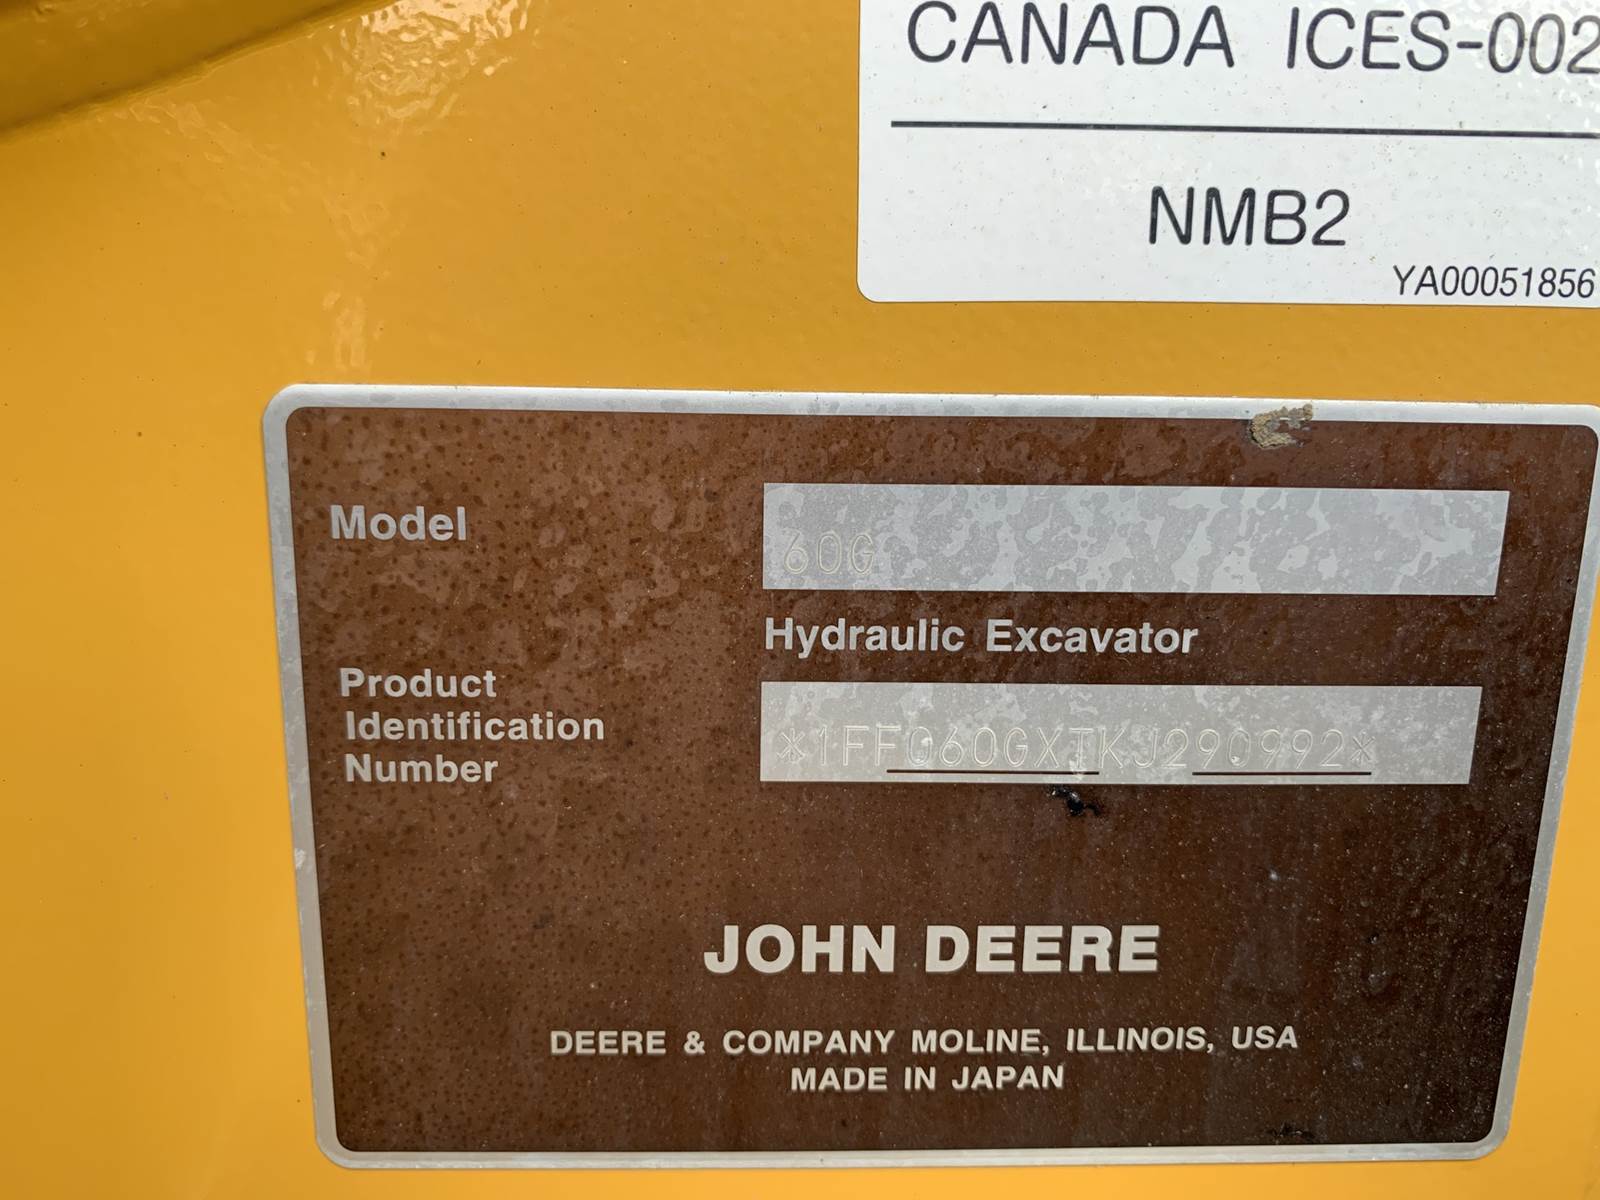 CANADA ICES-002
NMB2
YA00051856
Model
60G
Hydraulic Excavator
Product
Identification
Number
*1FF060GXTKJ290992*
JOHN DEERE
DEERE & COMPANY MOLINE, ILLINOIS, USA
MADE IN JAPAN